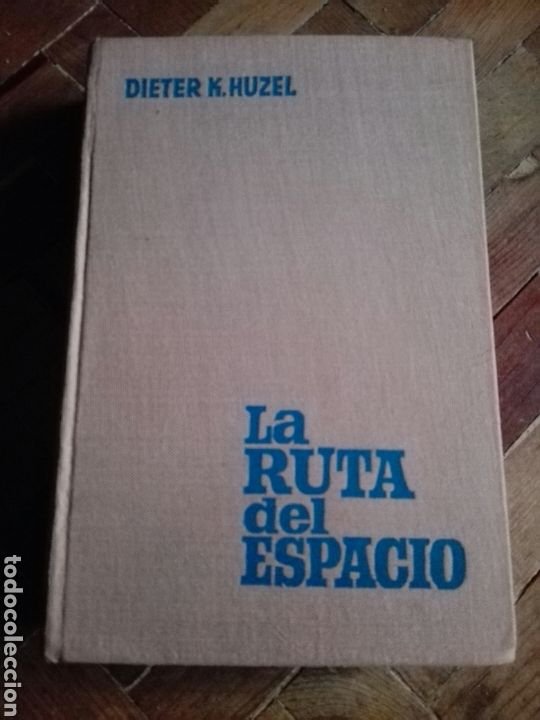 DIETER K. HUZEL
La
RUTA
del
ESPACIO
todocoleccion